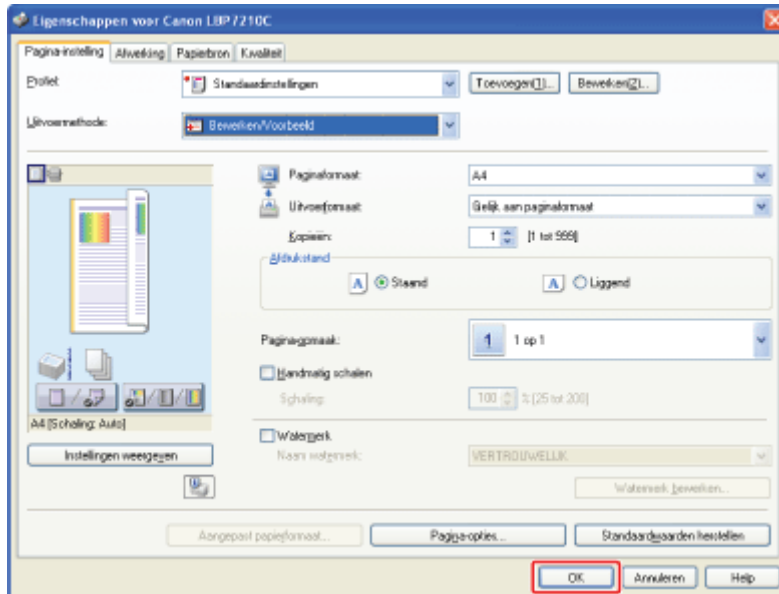 Eigenschappen voor Canon LBP7210C
Pagina-instelling Afwerking Papierbron Kwaliteit
Profiel: Standaardinstellingen Toevoegen(1)... Bewerken(2)...
Uitvoermethode: Bewerken/Voorbeeld
Paginaformaat: A4
Uitvoerformaat: Gelijk aan paginaformaat
Kopieën: 1 [1 tot 999]
Afdrukstand
A Staand A Liggend
Pagina-opmaak: 1 1 op 1
Handmatig schalen
Schaling: 100 % [25 tot 200]
A4 [Schaling: Auto]
Watermerk
Instellingen weergeven
Naam watermerk: VERTROUWELIJK
Watermerk bewerken...
Aangepast papierformaat... Pagina-opties... Standaardwaarden herstellen
OK Annuleren Help